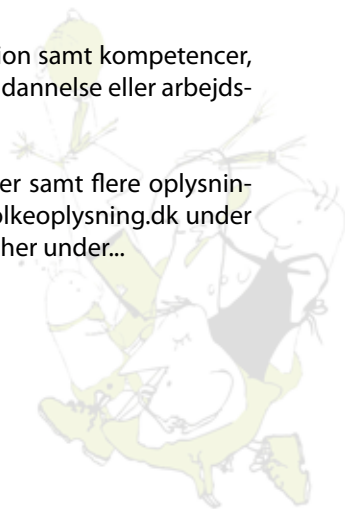 ion samt kompetencer,
dannelse eller arbejds-
er samt flere oplysnin-
olkeoplysning.dk under
her under...